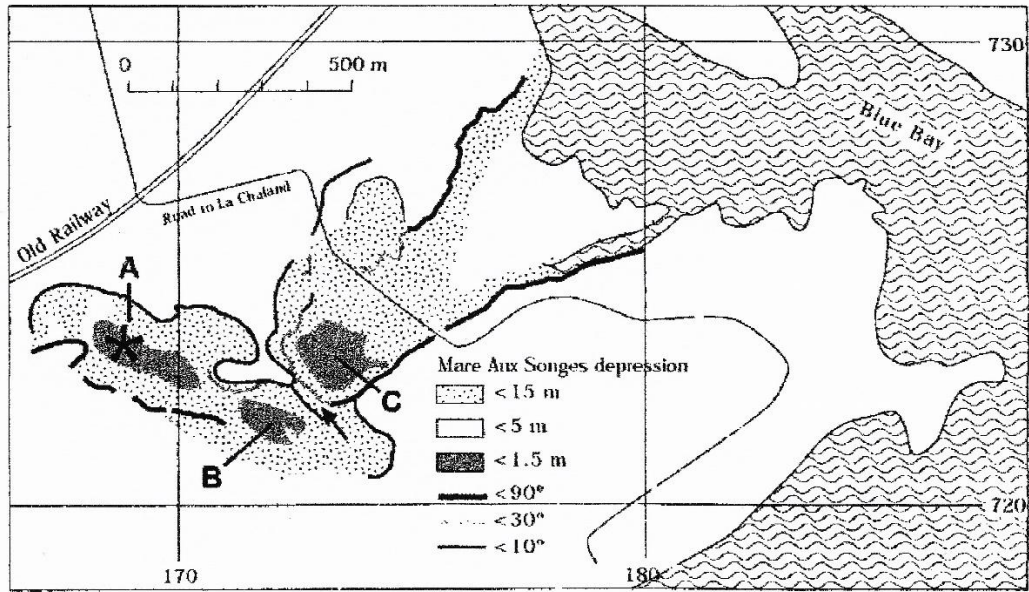 730
0 500 m
Blue Bay
Road to La Chaland
Old Railway
A
Mare Aux Songes depression
<15 m
C
<5 m
B
<1.5 m
<90°
<30°
720
<10°
170
180